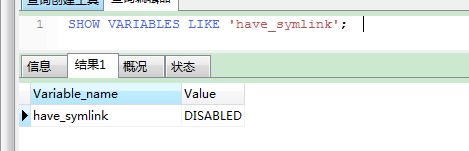 查询创建工具 查询编辑器
1 SHOW VARIABLES LIKE 'have_symlink';
信息 结果1 概况 状态
Variable_name Value
have_symlink DISABLED